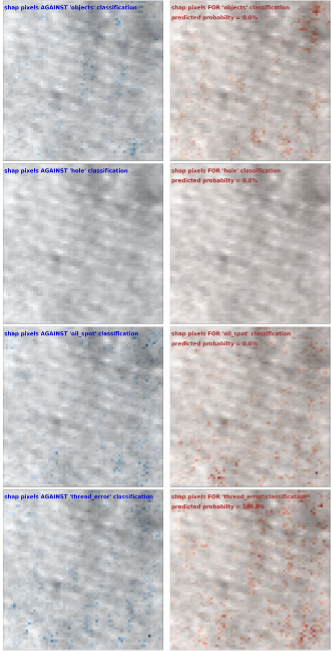 shap pixels AGAINST 'objects' classification
shap pixels FOR 'objects' classification
predicted probability = 0.0%
shap pixels AGAINST 'hole' classification
shap pixels FOR 'hole' classification
predicted probability = 0.0%
shap pixels AGAINST 'oil_spot' classification
shap pixels FOR 'oil_spot' classification
predicted probability = 0.0%
shap pixels AGAINST 'thread_error' classification
shap pixels FOR 'thread_error' classification
predicted probability = 100.0%